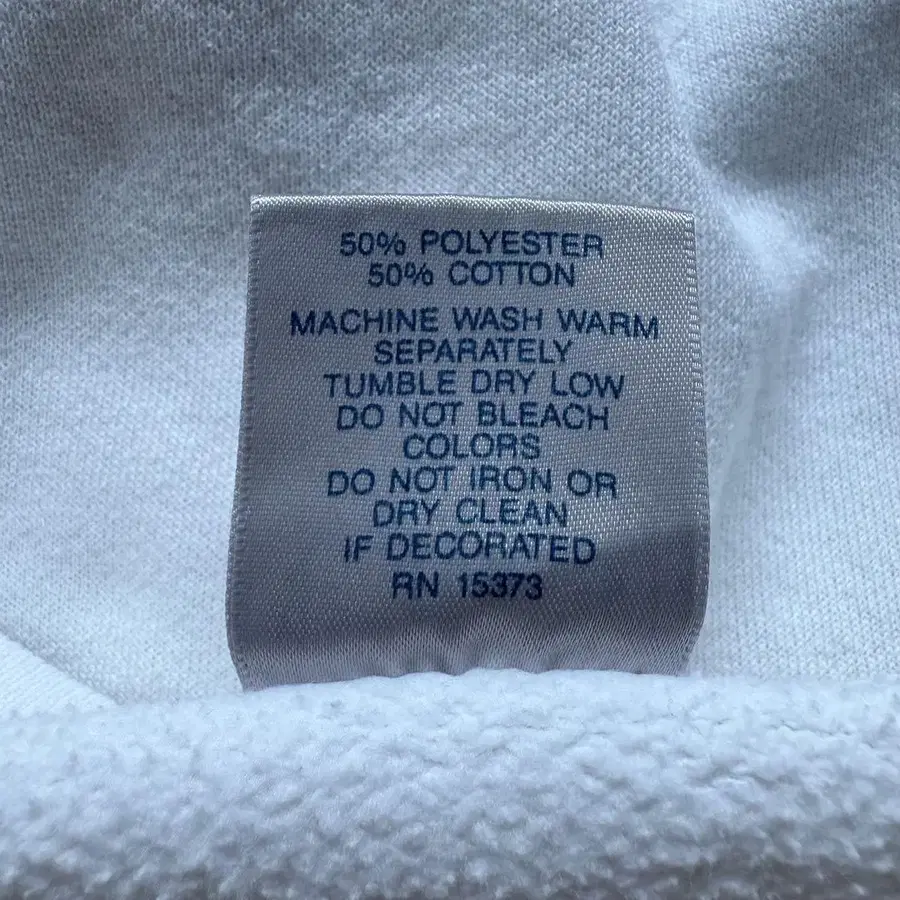 50% POLYESTER
50% COTTON
MACHINE WASH WARM
SEPARATELY
TUMBLE DRY LOW
DO NOT BLEACH
COLORS
DO NOT IRON OR
DRY CLEAN
IF DECORATED
RN 15373